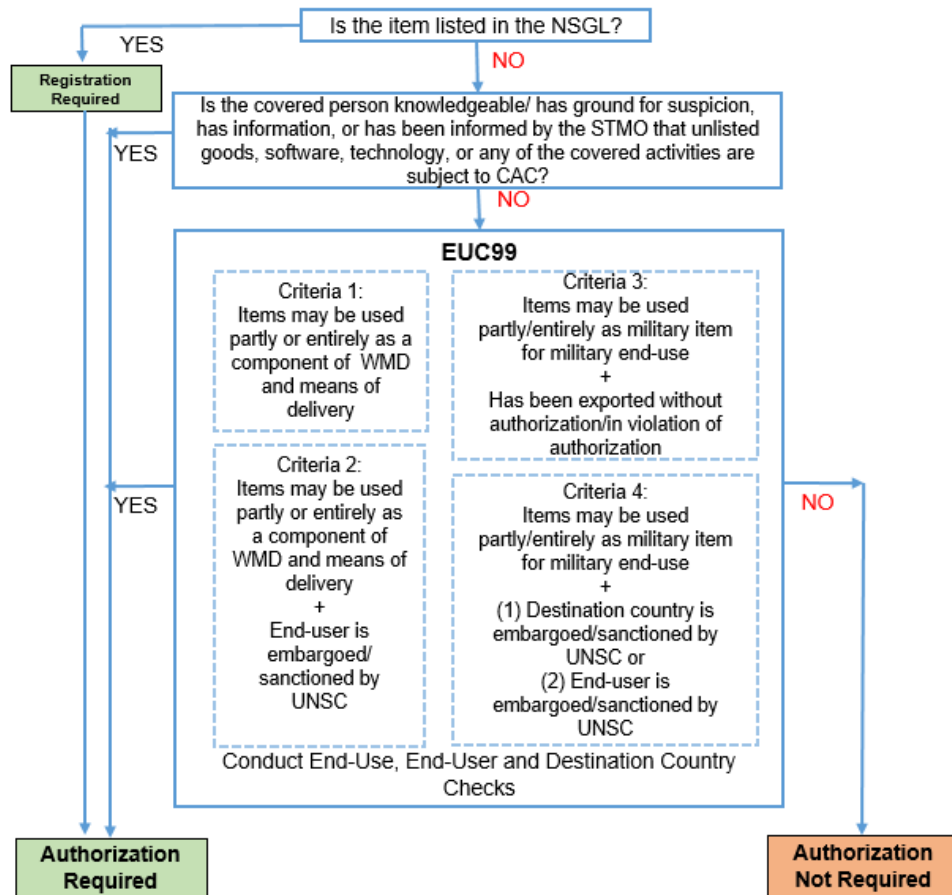 Is the item listed in the NSGL?
YES
NO
Registration
Required
Is the covered person knowledgeable/ has ground for suspicion,
has information, or has been informed by the STMO that unlisted
goods, software, technology, or any of the covered activities are
subject to CAC?
YES
NO
EUC99
Criteria 1:
Items may be used
partly or entirely as a
component of WMD
and means of
delivery
Criteria 3:
Items may be used
partly/entirely as military item
for military end-use
+
Has been exported without
authorization/in violation of
authorization
Criteria 2:
Items may be used
partly or entirely as
a component of
WMD and means of
delivery
+
End-user is
embargoed/
sanctioned by
UNSC
Criteria 4:
Items may be used
partly/entirely as military item
for military end-use
+
(1) Destination country is
embargoed/sanctioned by
UNSC or
(2) End-user is
embargoed/sanctioned by
UNSC
YES
NO
Conduct End-Use, End-User and Destination Country
Checks
Authorization
Required
Authorization
Not Required